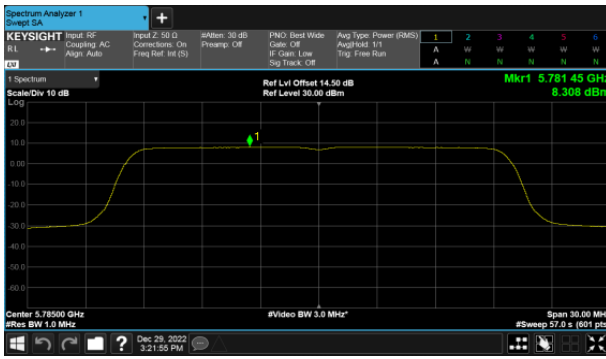 Spectrum Analyzer 1
Swept SA
+
KEYSIGHT Input: RF Input Z: 50 Ω #Atten: 30 dB PNO: Best Wide Avg Type: Power (RMS) 1 2 3 4 5 6
RL Coupling: AC Corrections: On Preamp: Off Gate: Off Avg|Hold: 1/1 A W W W W W
Align: Auto Freq Ref: Int (S) IF Gain: Low Trig: Free Run
Sig Track: Off A N N N N N
1 Spectrum Mkr1 5.781 45 GHz
Ref Lvl Offset 14.50 dB
Scale/Div 10 dB Ref Level 30.00 dBm 8.308 dBm
Log
20.0
10.0
0.00
-10.0
-20.0
-30.0
-40.0
-50.0
-60.0
1
Center 5.78500 GHz #Video BW 3.0 MHz* Span 30.00 MH
#Res BW 1.0 MHz #Sweep 57.0 s (601 pts
? Dec 29, 2022
3:21:55 PM